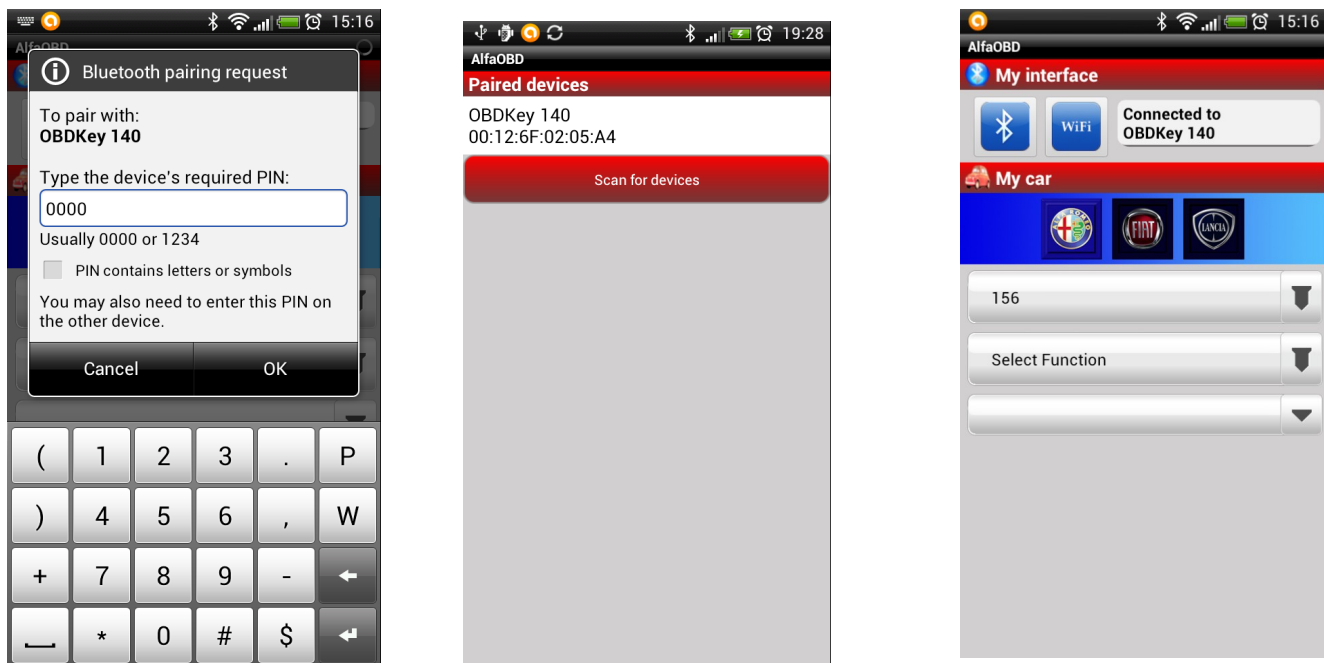 15:16
AlfaOBD
Bluetooth pairing request
To pair with:
OBDKey 140
Type the device's required PIN:
0000
Usually 0000 or 1234
PIN contains letters or symbols
You may also need to enter this PIN on
the other device.
Cancel OK
( 1 2 3 . P
) 4 5 6 , W
+ 7 8 9 -
* 0 # $
19:28
AlfaOBD
Paired devices
OBDKey 140
00:12:6F:02:05:A4
Scan for devices
15:16
AlfaOBD
My interface
WiFi
Connected to
OBDKey 140
My car
ALFA ROMEO FIAT LANCIA
156
Select Function